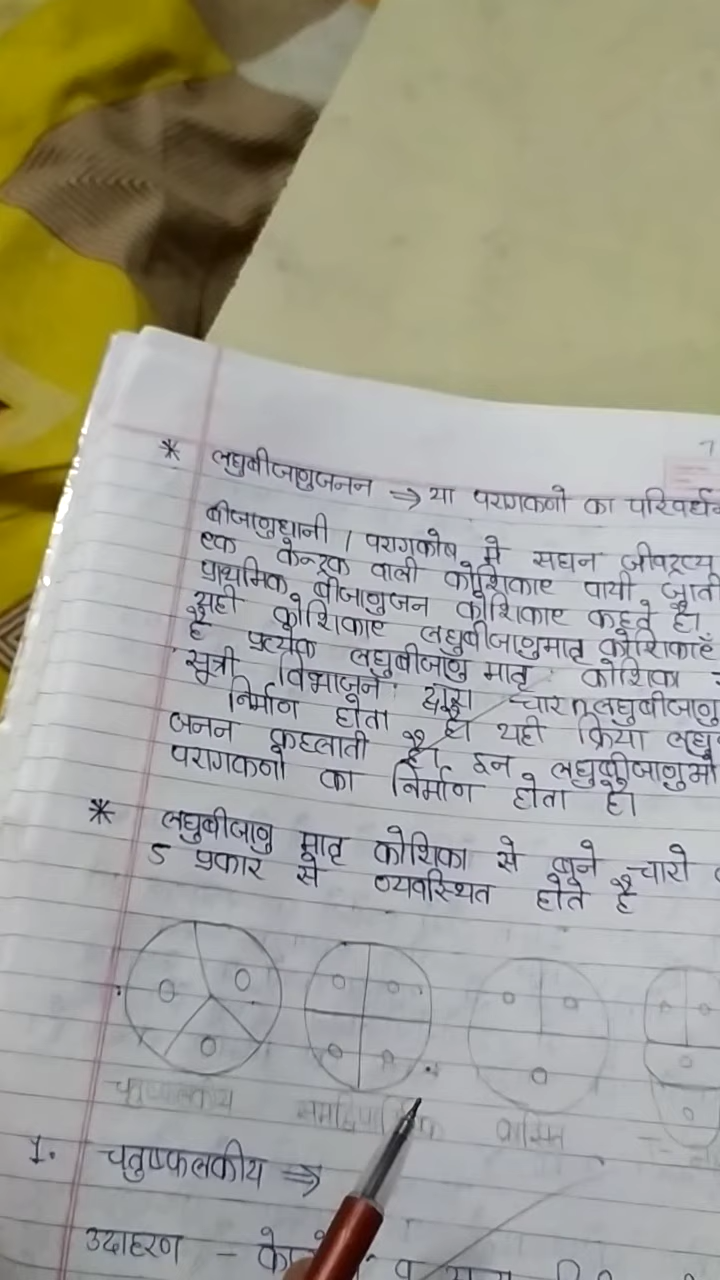 7
* लघुबीजाणुजनन ⇒ या परागकणो का परिवर्धन
बीजाणुधानी / परागकोष मे सघन जीवद्रव्य
एक केन्द्रक वाली कोशिकाए पायी जाती
प्राथमिक बीजाणुजन कोशिकाए कहते है।
यही कोशिकाए लघुबीजाणुमातृ कोशिकाएँ
है प्रत्येक लघुबीजाणु मातृ कोशिका
सूत्री विभाजन द्वारा चार लघुबीजाणु
निर्माण होता है। यही क्रिया लघु
जनन कहलाती है। इन लघुबीजाणुओ
परागकणो का निर्माण होता है।
* लघुबीजाणु मातृ कोशिका से बने चारो
5 प्रकार से व्यवस्थित होते है
क्रासित
T-
1. चतुष्फलकीय ⇒
उदाहरण -